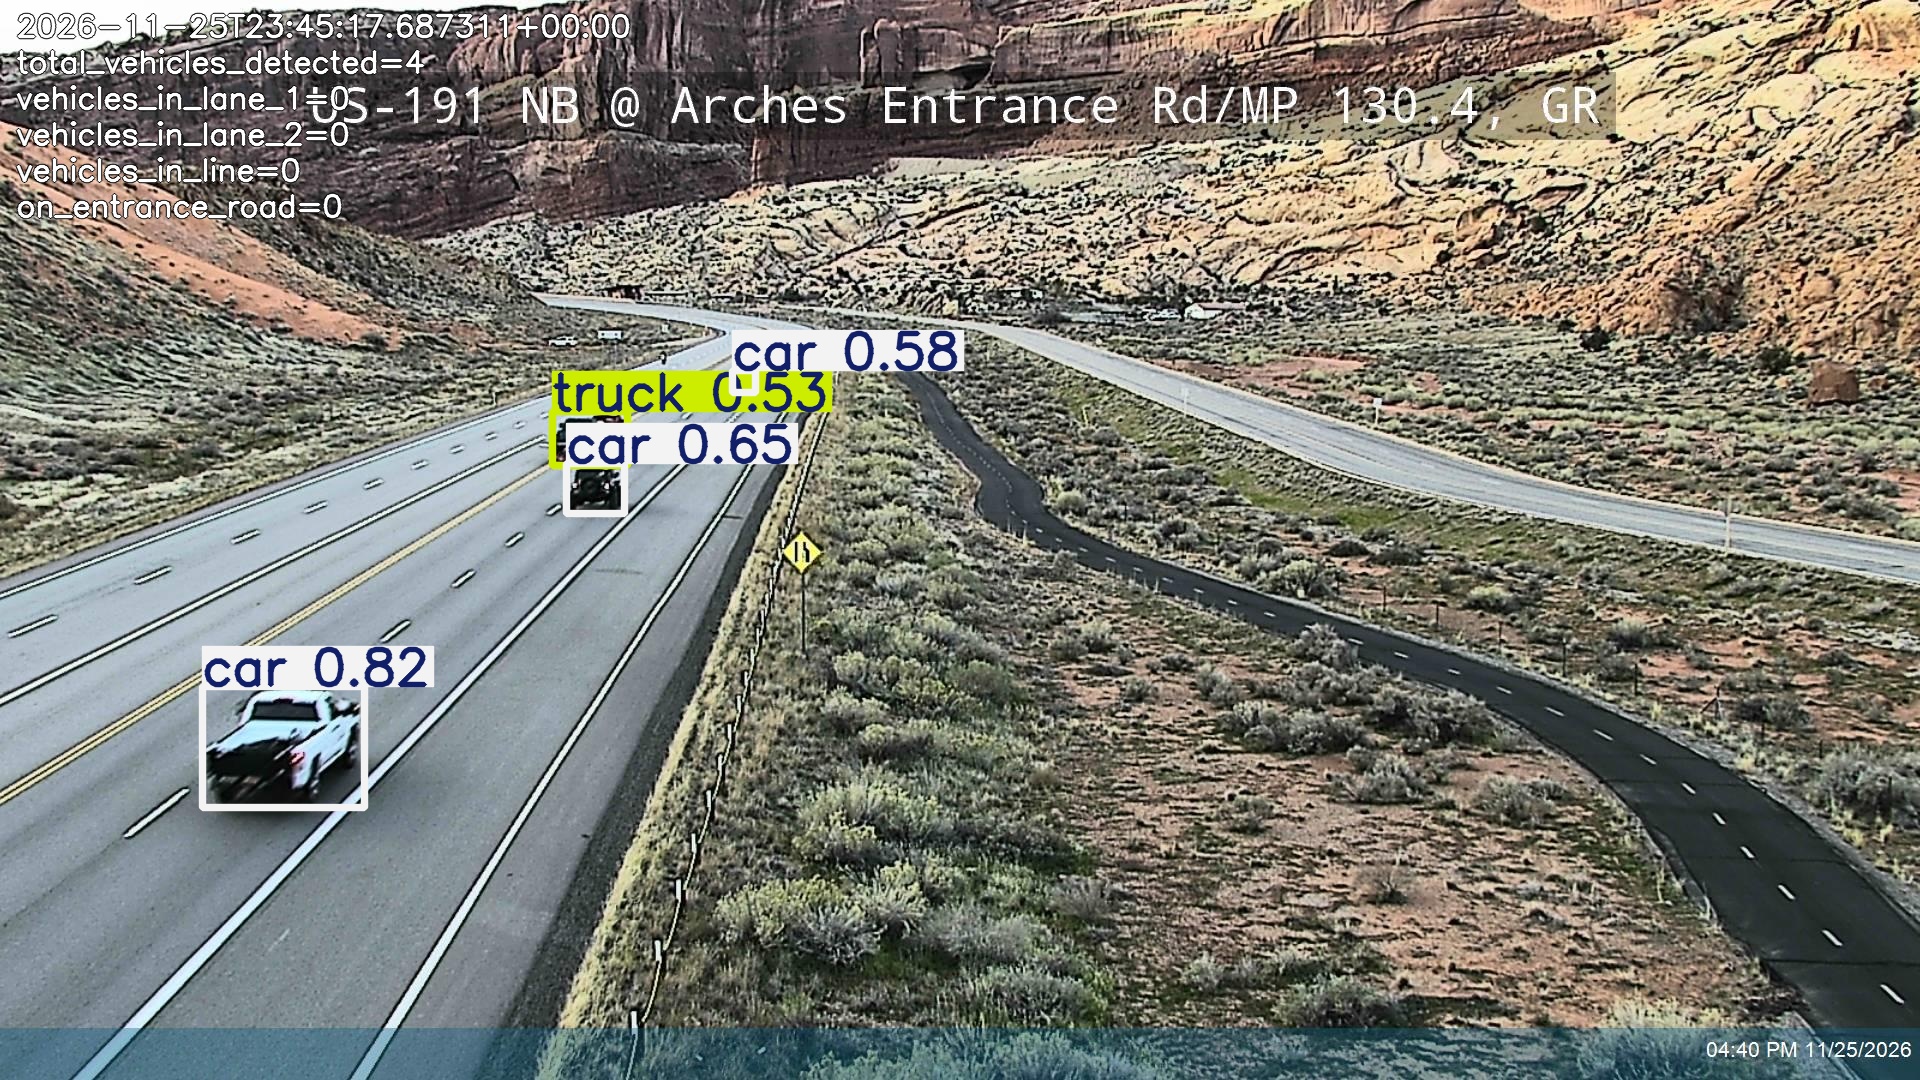 2026-11-25T23:45:17.687311+00:00
total_vehicles_detected=4
vehicles_in_lane_1=0
US-191 NB @ Arches Entrance Rd/MP 130.4, GR
vehicles_in_lane_2=0
vehicles_in_line=0
on_entrance_road=0
car 0.58
truck 0.53
car 0.65
car 0.82
04:40 PM 11/25/2026